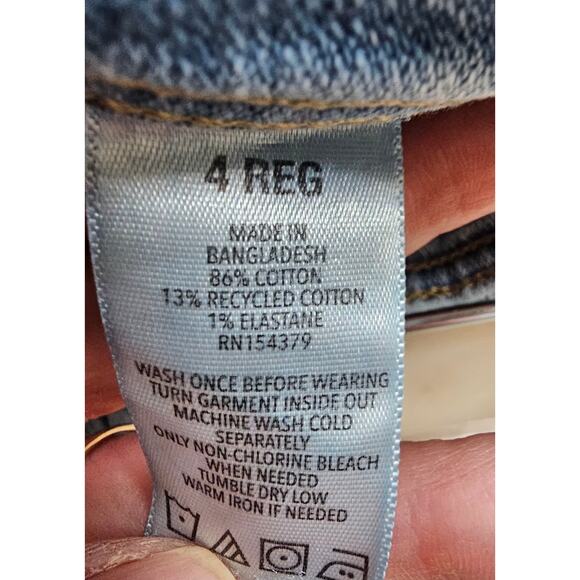 4 REG
MADE IN
BANGLADESH
86% COTTON
13% RECYCLED COTTON
1% ELASTANE
RN154379
WASH ONCE BEFORE WEARING
TURN GARMENT INSIDE OUT
MACHINE WASH COLD
SEPARATELY
ONLY NON-CHLORINE BLEACH
WHEN NEEDED
TUMBLE DRY LOW
WARM IRON IF NEEDED